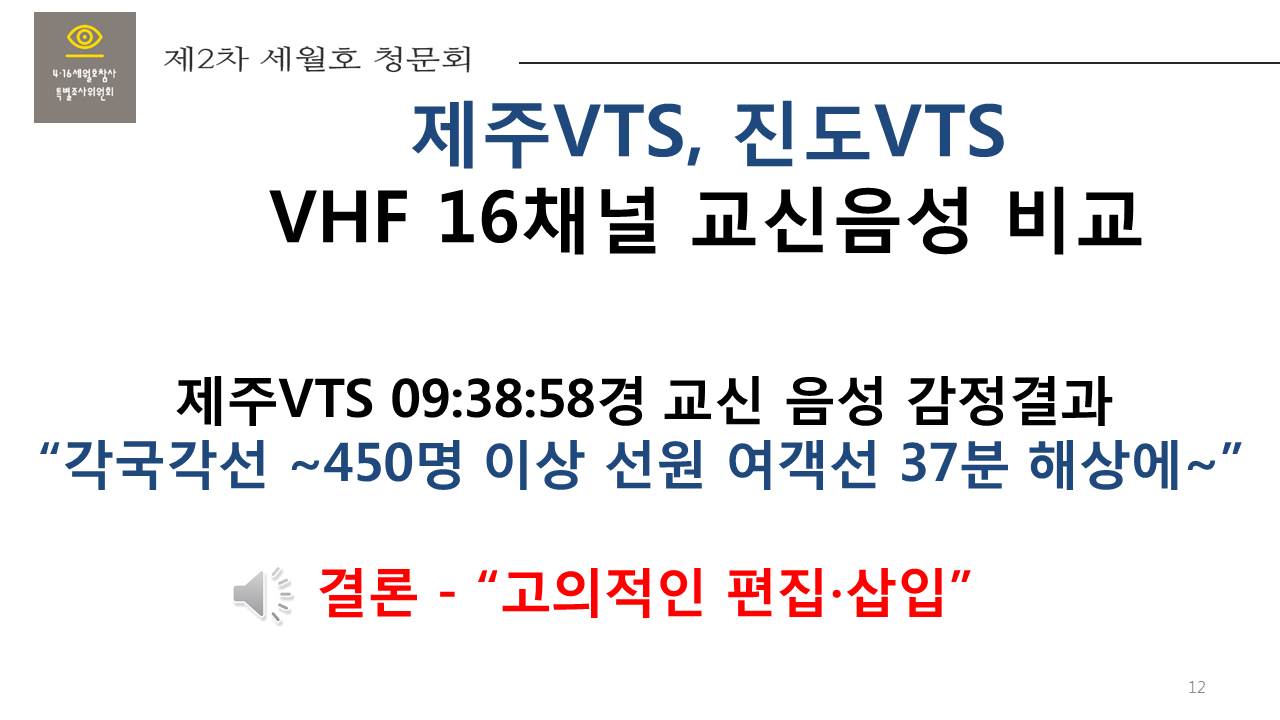 4·16세월호참사
특별조사위원회
제2차 세월호 청문회
제주VTS, 진도VTS
VHF 16채널 교신음성 비교
제주VTS 09:38:58경 교신 음성 감정결과
“각국각선 ~450명 이상 선원 여객선 37분 해상에~”
결론 - “고의적인 편집·삽입”
12